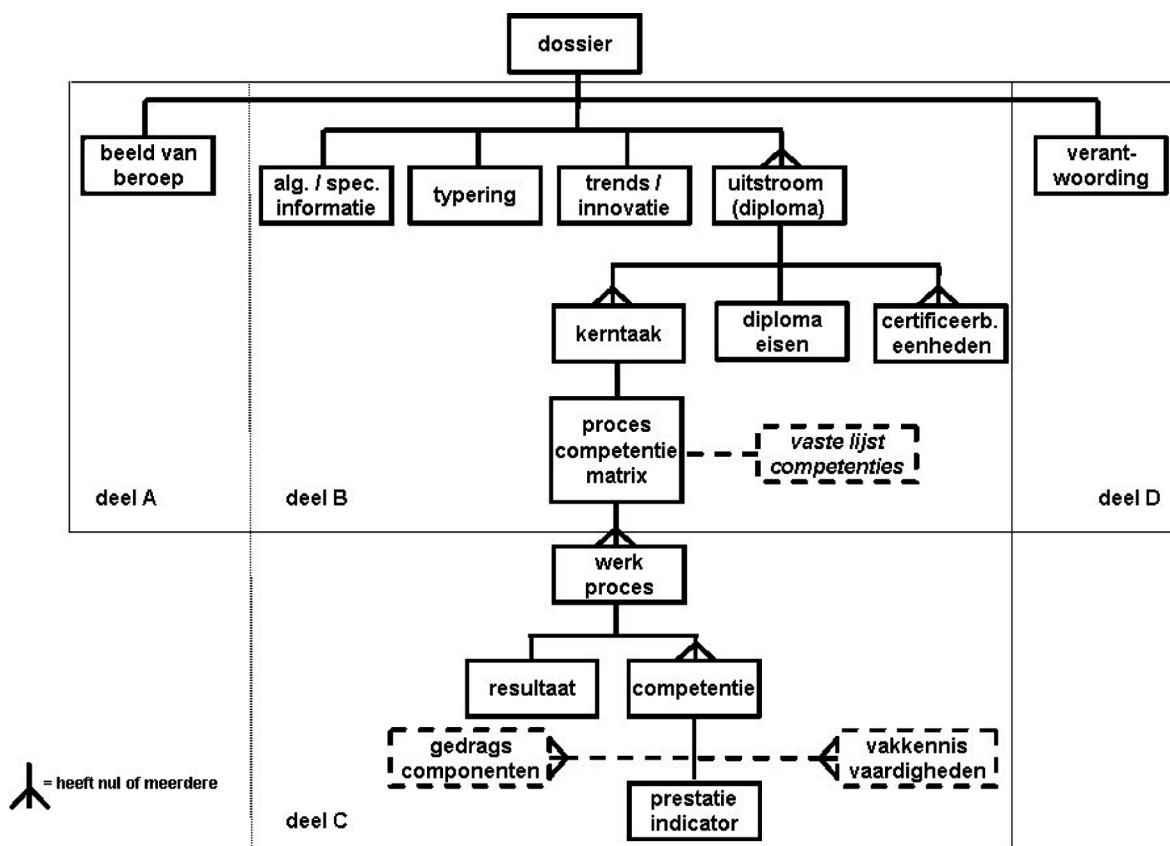 dossier
beeld van
beroep
alg. / spec.
informatie
typering
trends /
innovatie
uitstroom
(diploma)
verant-
woording
kerntaak
diploma
eisen
certificeerb.
eenheden
proces
competentie
matrix
vaste lijst
competenties
deel A
deel B
deel D
werk
proces
resultaat
competentie
gedrags
componenten
vakkennis
vaardigheden
= heeft nul of meerdere
prestatie
indicator
deel C